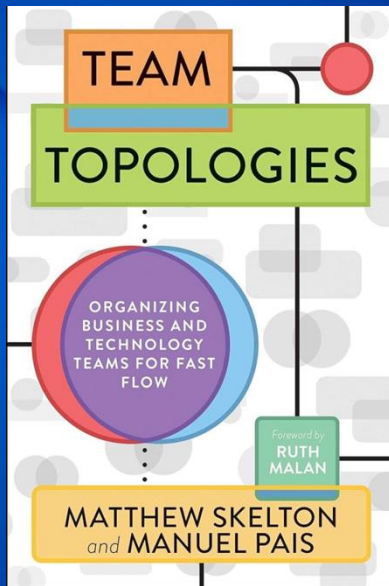 TEAM
TOPOLOGIES
ORGANIZING
BUSINESS AND
TECHNOLOGY
TEAMS FOR FAST
FLOW
Foreword by
RUTH
MALAN
MATTHEW SKELTON
and MANUEL PAIS